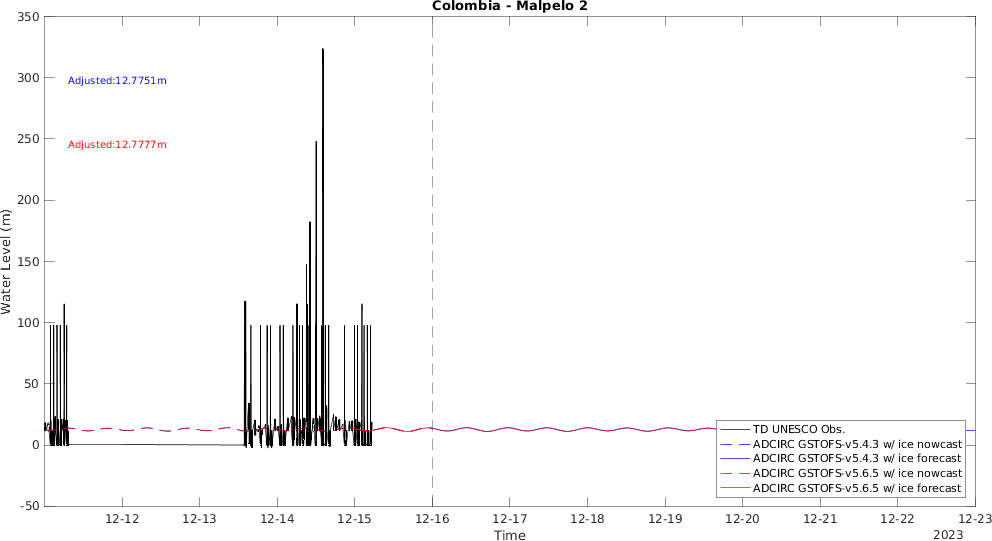 Colombia - Malpelo 2
350
300
250
200
150
100
50
0
-50
Water Level (m)
Adjusted:12.7751m
Adjusted:12.7777m
TD UNESCO Obs.
ADCIRC GSTOFS-v5.4.3 w/ ice nowcast
ADCIRC GSTOFS-v5.4.3 w/ ice forecast
ADCIRC GSTOFS-v5.6.5 w/ ice nowcast
ADCIRC GSTOFS-v5.6.5 w/ ice forecast
12-12 12-13 12-14 12-15 12-16 12-17 12-18 12-19 12-20 12-21 12-22 12-23
Time
2023